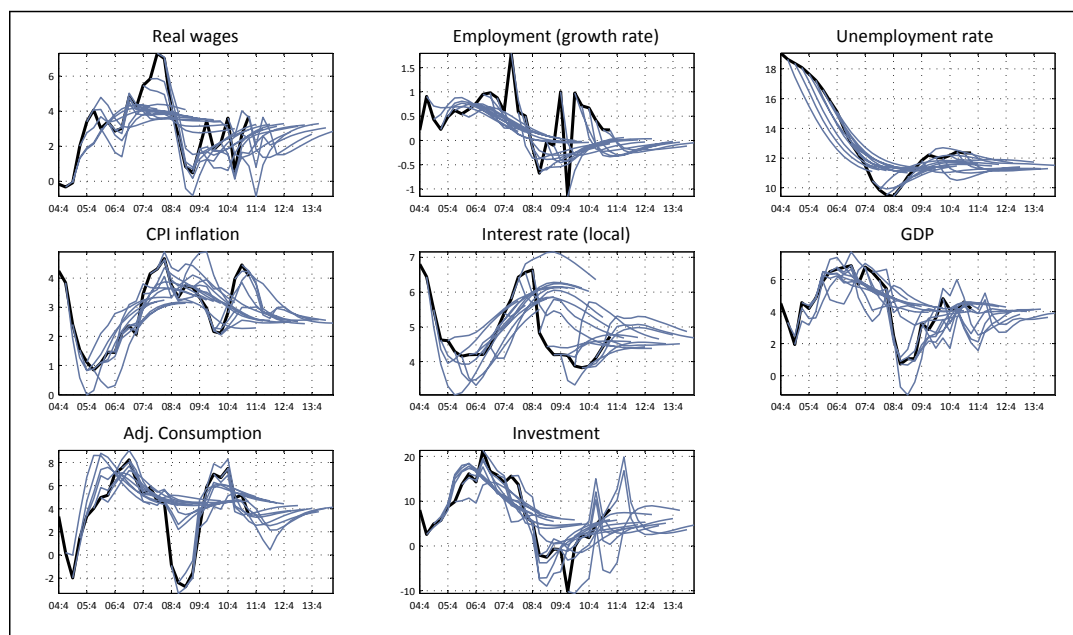 Real wages
Employment (growth rate)
Unemployment rate
6
4
2
0
04:4 05:4 06:4 07:4 08:4 09:4 10:4 11:4 12:4 13:4
1.5
1
0.5
0
-0.5
-1
04:4 05:4 06:4 07:4 08:4 09:4 10:4 11:4 12:4 13:4
18
16
14
12
10
04:4 05:4 06:4 07:4 08:4 09:4 10:4 11:4 12:4 13:4
CPI inflation
Interest rate (local)
GDP
4
3
2
1
0
04:4 05:4 06:4 07:4 08:4 09:4 10:4 11:4 12:4 13:4
6
5
4
04:4 05:4 06:4 07:4 08:4 09:4 10:4 11:4 12:4 13:4
6
4
2
0
04:4 05:4 06:4 07:4 08:4 09:4 10:4 11:4 12:4 13:4
Adj. Consumption
Investment
8
6
4
2
0
-2
04:4 05:4 06:4 07:4 08:4 09:4 10:4 11:4 12:4 13:4
20
10
0
-10
04:4 05:4 06:4 07:4 08:4 09:4 10:4 11:4 12:4 13:4